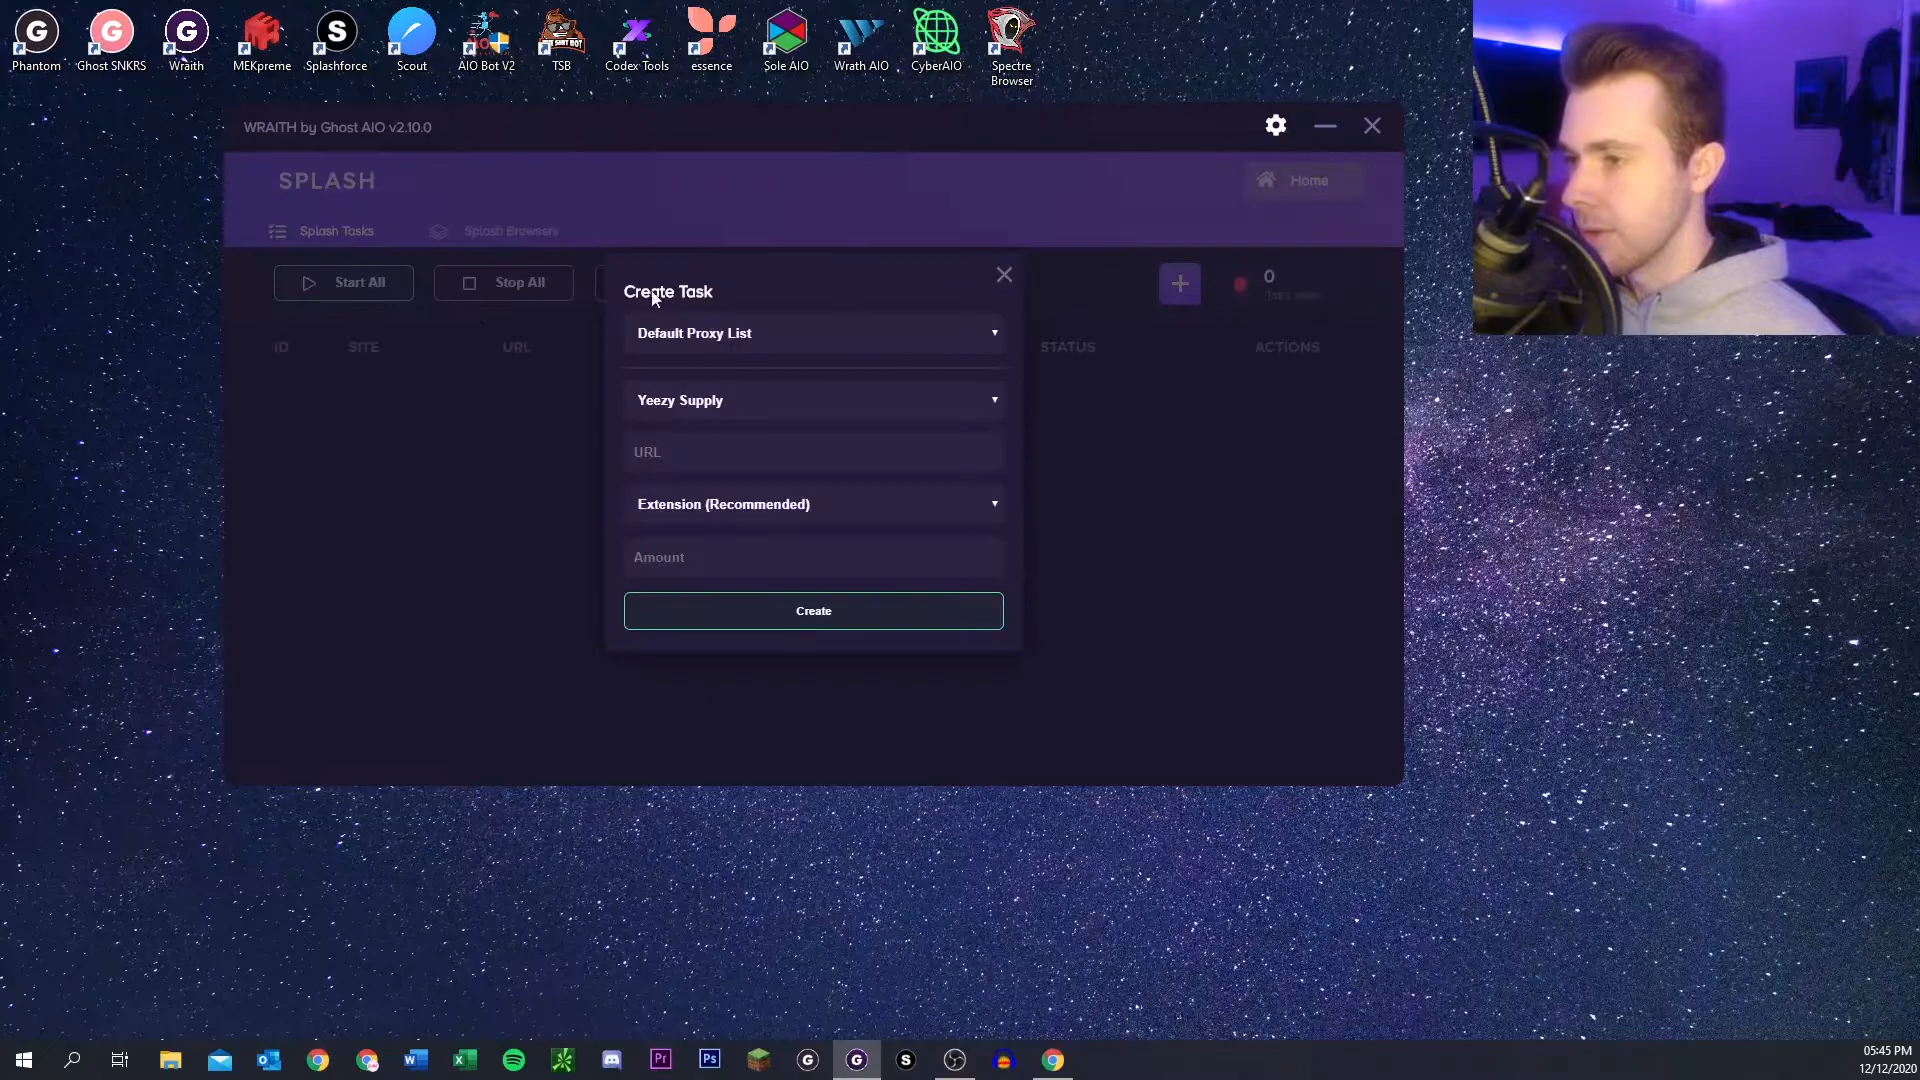 Phantom
Ghost SNKRS
Wraith
MEKpreme
Splashforce
Scout
AIO Bot V2
TSB
Codex Tools
essence
Sole AIO
Wrath AIO
CyberAIO
Spectre Browser
WRAITH by Ghost AIO v2.10.0
SPLASH
Home
Splash Tasks
Splash Browsers
Start All
Stop All
0
ID
SITE
URL
STATUS
ACTIONS
Create Task
Default Proxy List
Yeezy Supply
URL
Extension (Recommended)
Amount
Create
05:45 PM
12/12/2020